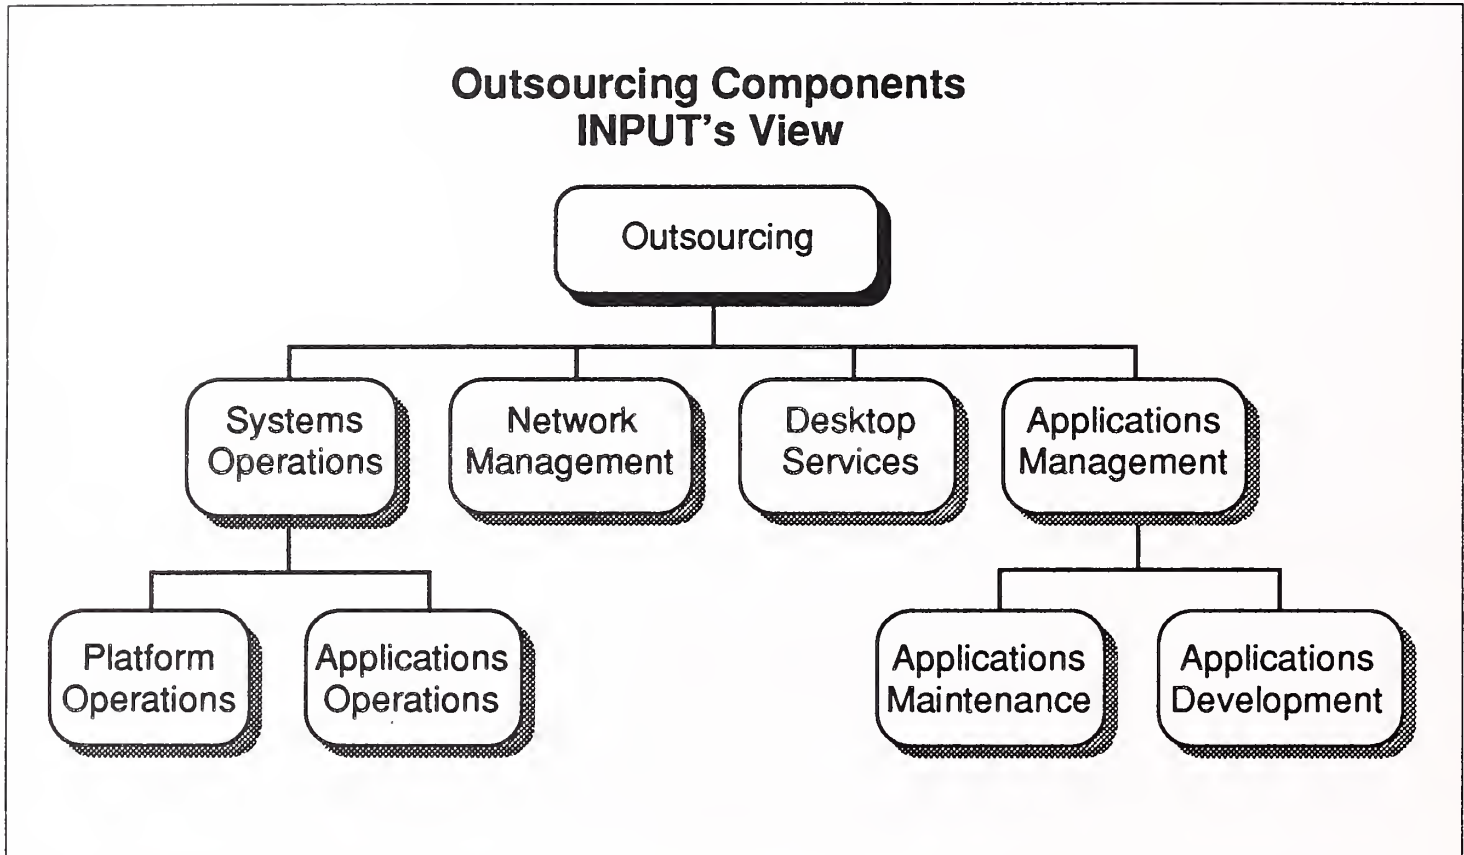 Outsourcing Components
INPUT's View
Outsourcing
Systems
Operations
Network
Management
Desktop
Services
Applications
Management
Platform
Operations
Applications
Operations
Applications
Maintenance
Applications
Development